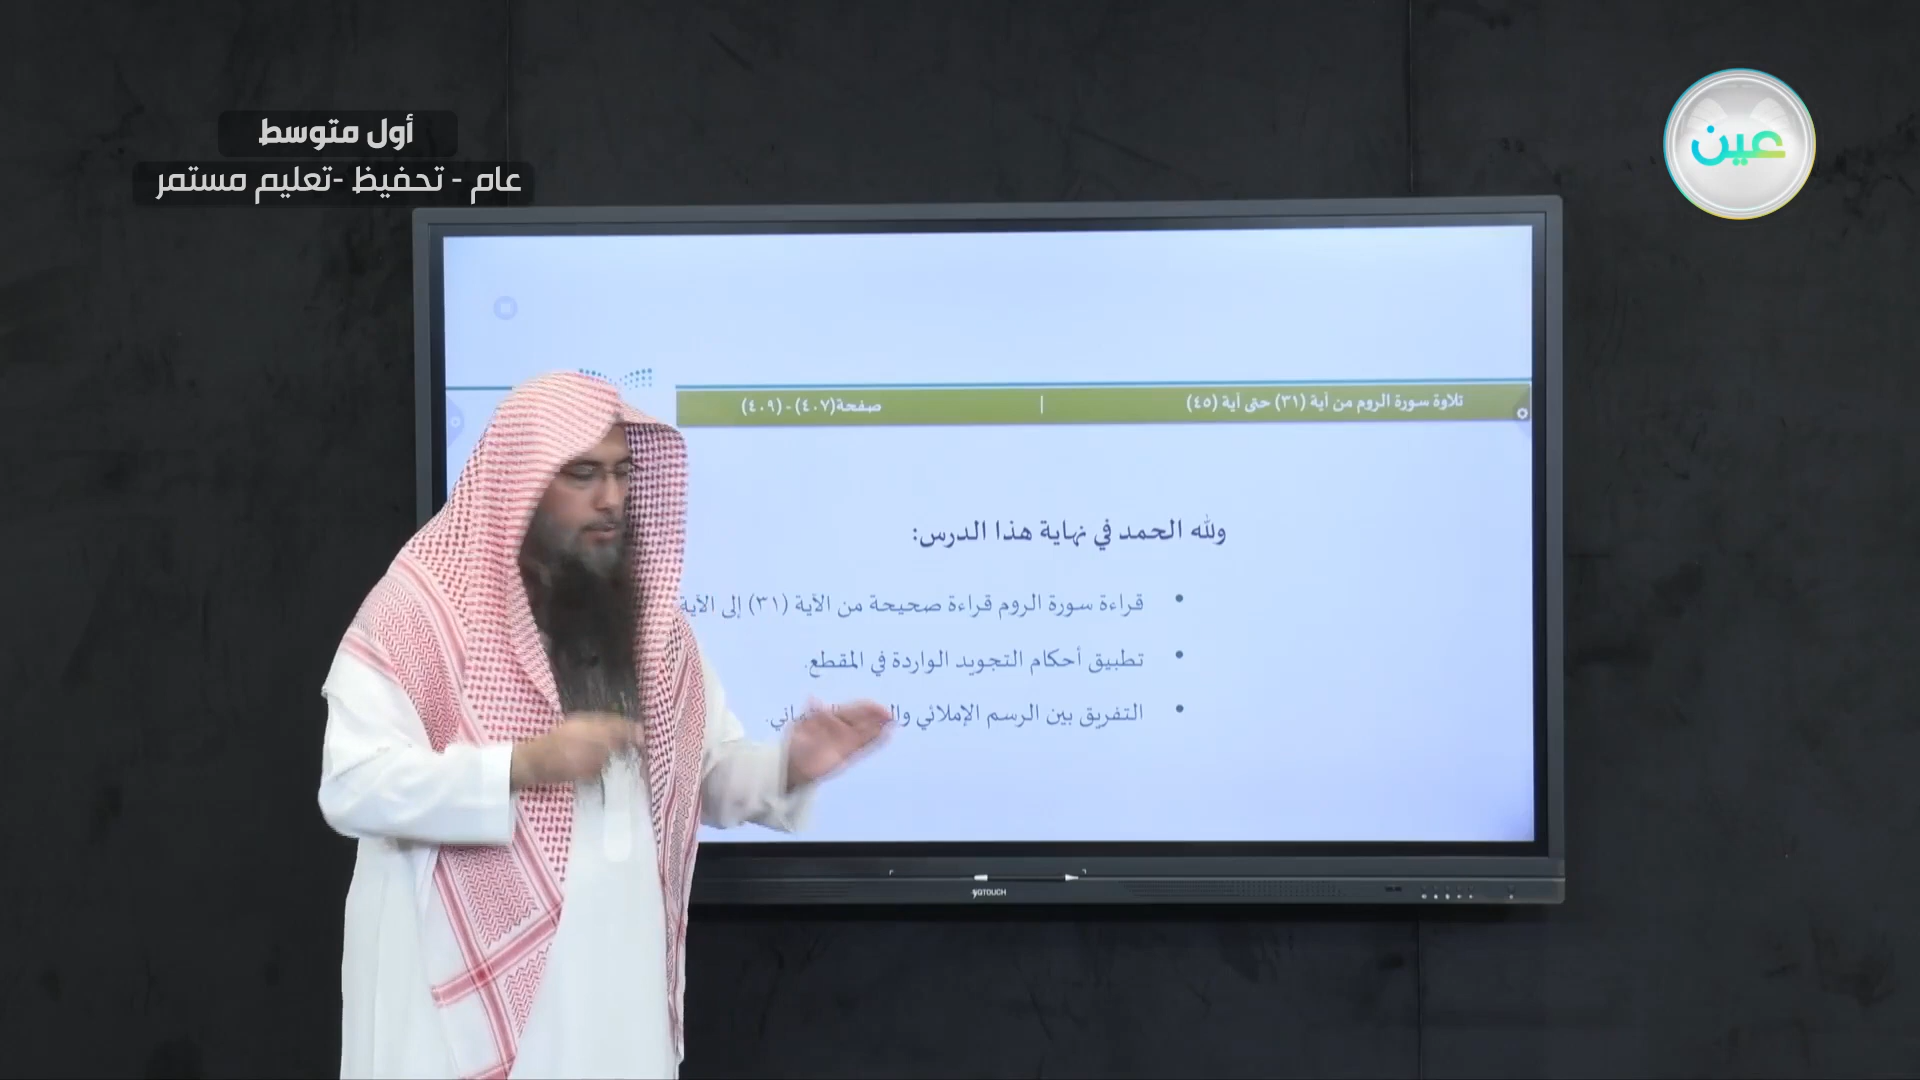 أول متوسط
عام - تحفيظ -تعليم مستمر
عين
تلاوة سورة الروم من آية (٣١) حتى آية (٤٥) | صفحة(٤٠٧) - (٤٠٩)
ولله الحمد في نهاية هذا الدرس:
• قراءة سورة الروم قراءة صحيحة من الآية (٣١) إلى الآية
• تطبيق أحكام التجويد الواردة في المقطع.
• التفريق بين الرسم الإملائي
IQTOUCH